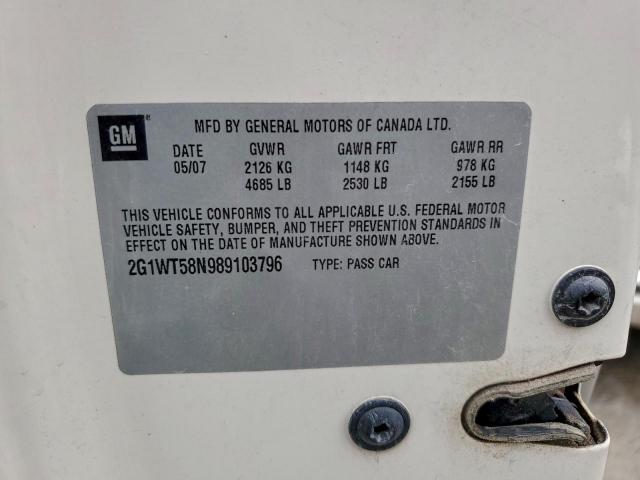 GM®
MFD BY GENERAL MOTORS OF CANADA LTD.
DATE GVWR GAWR FRT GAWR RR
05/07 2126 KG 1148 KG 978 KG
4685 LB 2530 LB 2155 LB
THIS VEHICLE CONFORMS TO ALL APPLICABLE U.S. FEDERAL MOTOR
VEHICLE SAFETY, BUMPER, AND THEFT PREVENTION STANDARDS IN
EFFECT ON THE DATE OF MANUFACTURE SHOWN ABOVE.
2G1WT58N989103796 TYPE: PASS CAR